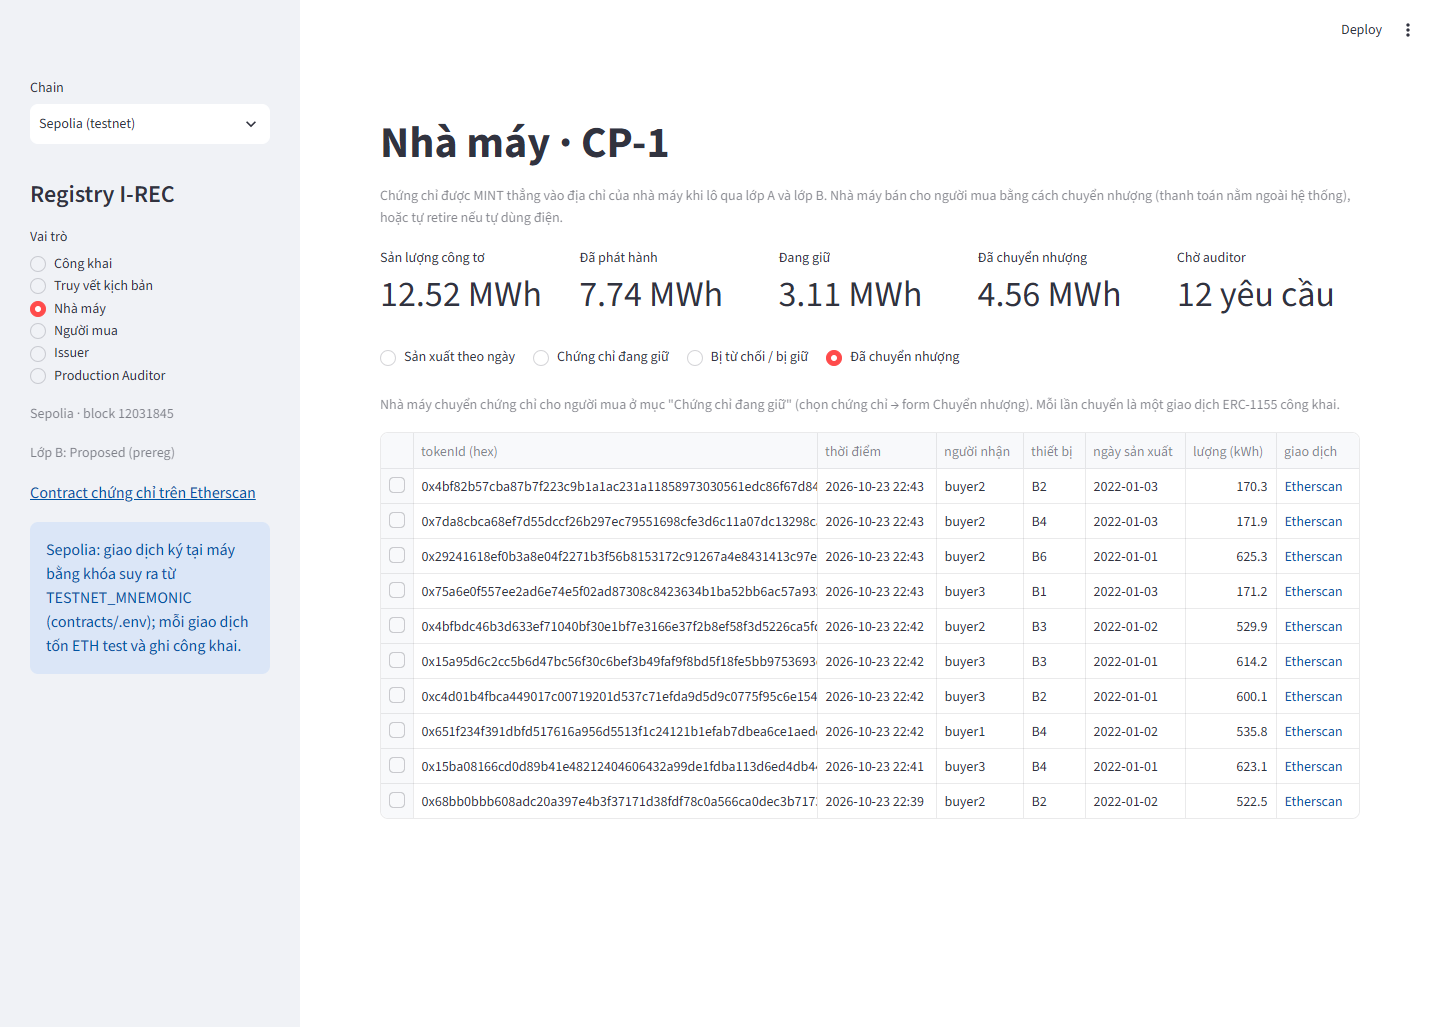 Deploy
Chain
Sepolia (testnet)
Registry I-REC
Vai trò
Công khai
Truy vết kịch bản
Nhà máy
Người mua
Issuer
Production Auditor
Sepolia · block 12031845
Lớp B: Proposed (prereg)
Contract chứng chỉ trên Etherscan
Sepolia: giao dịch ký tại máy
bằng khóa suy ra từ
TESTNET_MNEMONIC
(contracts/.env); mỗi giao dịch
tốn ETH test và ghi công khai.
Nhà máy · CP-1
Chứng chỉ được MINT thẳng vào địa chỉ của nhà máy khi lô qua lớp A và lớp B. Nhà máy bán cho người mua bằng cách chuyển nhượng (thanh toán nằm ngoài hệ thống),
hoặc tự retire nếu tự dùng điện.
Sản lượng công tơ
12.52 MWh
Đã phát hành
7.74 MWh
Đang giữ
3.11 MWh
Đã chuyển nhượng
4.56 MWh
Chờ auditor
12 yêu cầu
Sản xuất theo ngày Chứng chỉ đang giữ Bị từ chối / bị giữ Đã chuyển nhượng
Nhà máy chuyển chứng chỉ cho người mua ở mục "Chứng chỉ đang giữ" (chọn chứng chỉ → form Chuyển nhượng). Mỗi lần chuyển là một giao dịch ERC-1155 công khai.
tokenId (hex) thời điểm người nhận thiết bị ngày sản xuất lượng (kWh) giao dịch
0x4bf82b57cba87b7f223c9b1a1ac231a11858973030561edc86f67d84 2026-10-23 22:43 buyer2 B2 2022-01-03 170.3 Etherscan
0x7da8cbca68ef7d55dccf26b297ec79551698cfe3d6c11a07dc13298c 2026-10-23 22:43 buyer2 B4 2022-01-03 171.9 Etherscan
0x29241618ef0b3a8e04f2271b3f56b8153172c91267a4e8431413c97e 2026-10-23 22:43 buyer2 B6 2022-01-01 625.3 Etherscan
0x75a6e0f557ee2ad6e74e5f02ad87308c8423634b1ba52bb6ac57a93 2026-10-23 22:43 buyer3 B1 2022-01-03 171.2 Etherscan
0x4bfbdc46b3d633ef71040bf30e1bf7e3166e37f2b8ef58f3d5226ca5fc 2026-10-23 22:42 buyer2 B3 2022-01-02 529.9 Etherscan
0x15a95d6c2cc5b6d47bc56f30c6bef3b49faf9f8bd5f18fe5bb9753693 2026-10-23 22:42 buyer3 B3 2022-01-01 614.2 Etherscan
0xc4d01b4fbca449017c00719201d537c71efda9d5d9c0775f95c6e154 2026-10-23 22:42 buyer3 B2 2022-01-01 600.1 Etherscan
0x651f234f391dbfd517616a956d5513f1c24121b1efab7dbea6ce1aed 2026-10-23 22:42 buyer1 B4 2022-01-02 535.8 Etherscan
0x15ba08166cd0d89b41e48212404606432a99de1fdba113d6ed4db4 2026-10-23 22:41 buyer3 B4 2022-01-01 623.1 Etherscan
0x68bb0bbb608adc20a397e4b3f37171d38fdf78c0a566ca0dec3b717 2026-10-23 22:39 buyer2 B2 2022-01-02 522.5 Etherscan